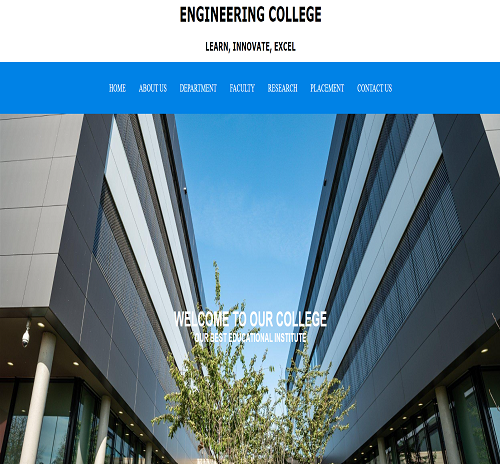 ENGINEERING COLLEGE
LEARN, INNOVATE, EXCEL
HOME ABOUT US DEPARTMENT FACULTY RESEARCH PLACEMENT CONTACT US
WELCOME TO OUR COLLEGE
OUR BEST EDUCATIONAL INSTITUTE